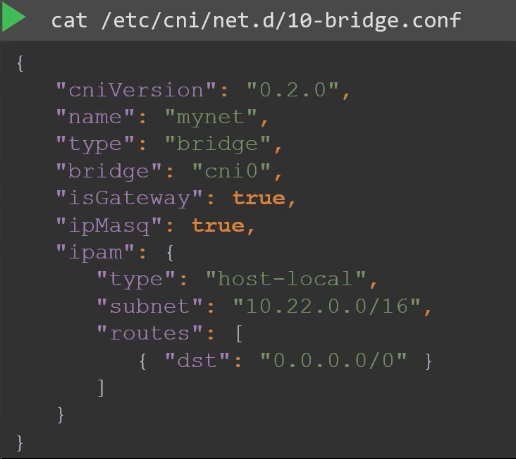 cat /etc/cni/net.d/10-bridge.conf
{
"cniVersion": "0.2.0",
"name": "mynet",
"type": "bridge",
"bridge": "cni0",
"isGateway": true,
"ipMasq": true,
"ipam": {
"type": "host-local",
"subnet": "10.22.0.0/16",
"routes": [
{ "dst": "0.0.0.0/0" }
]
}
}